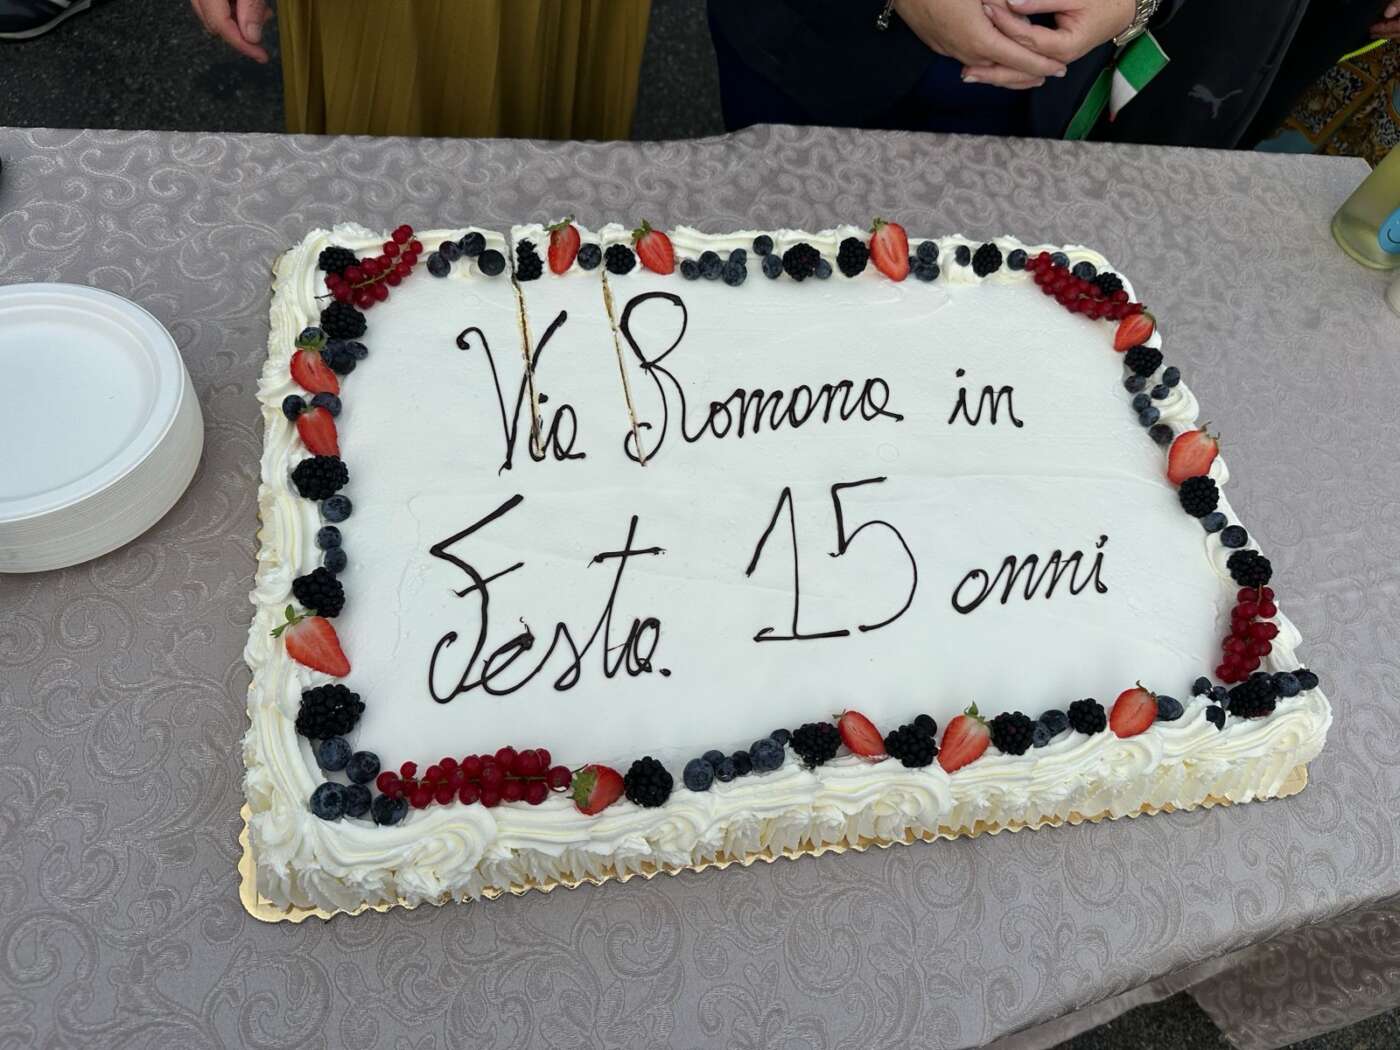 Via Romana in
Festa. 15 anni